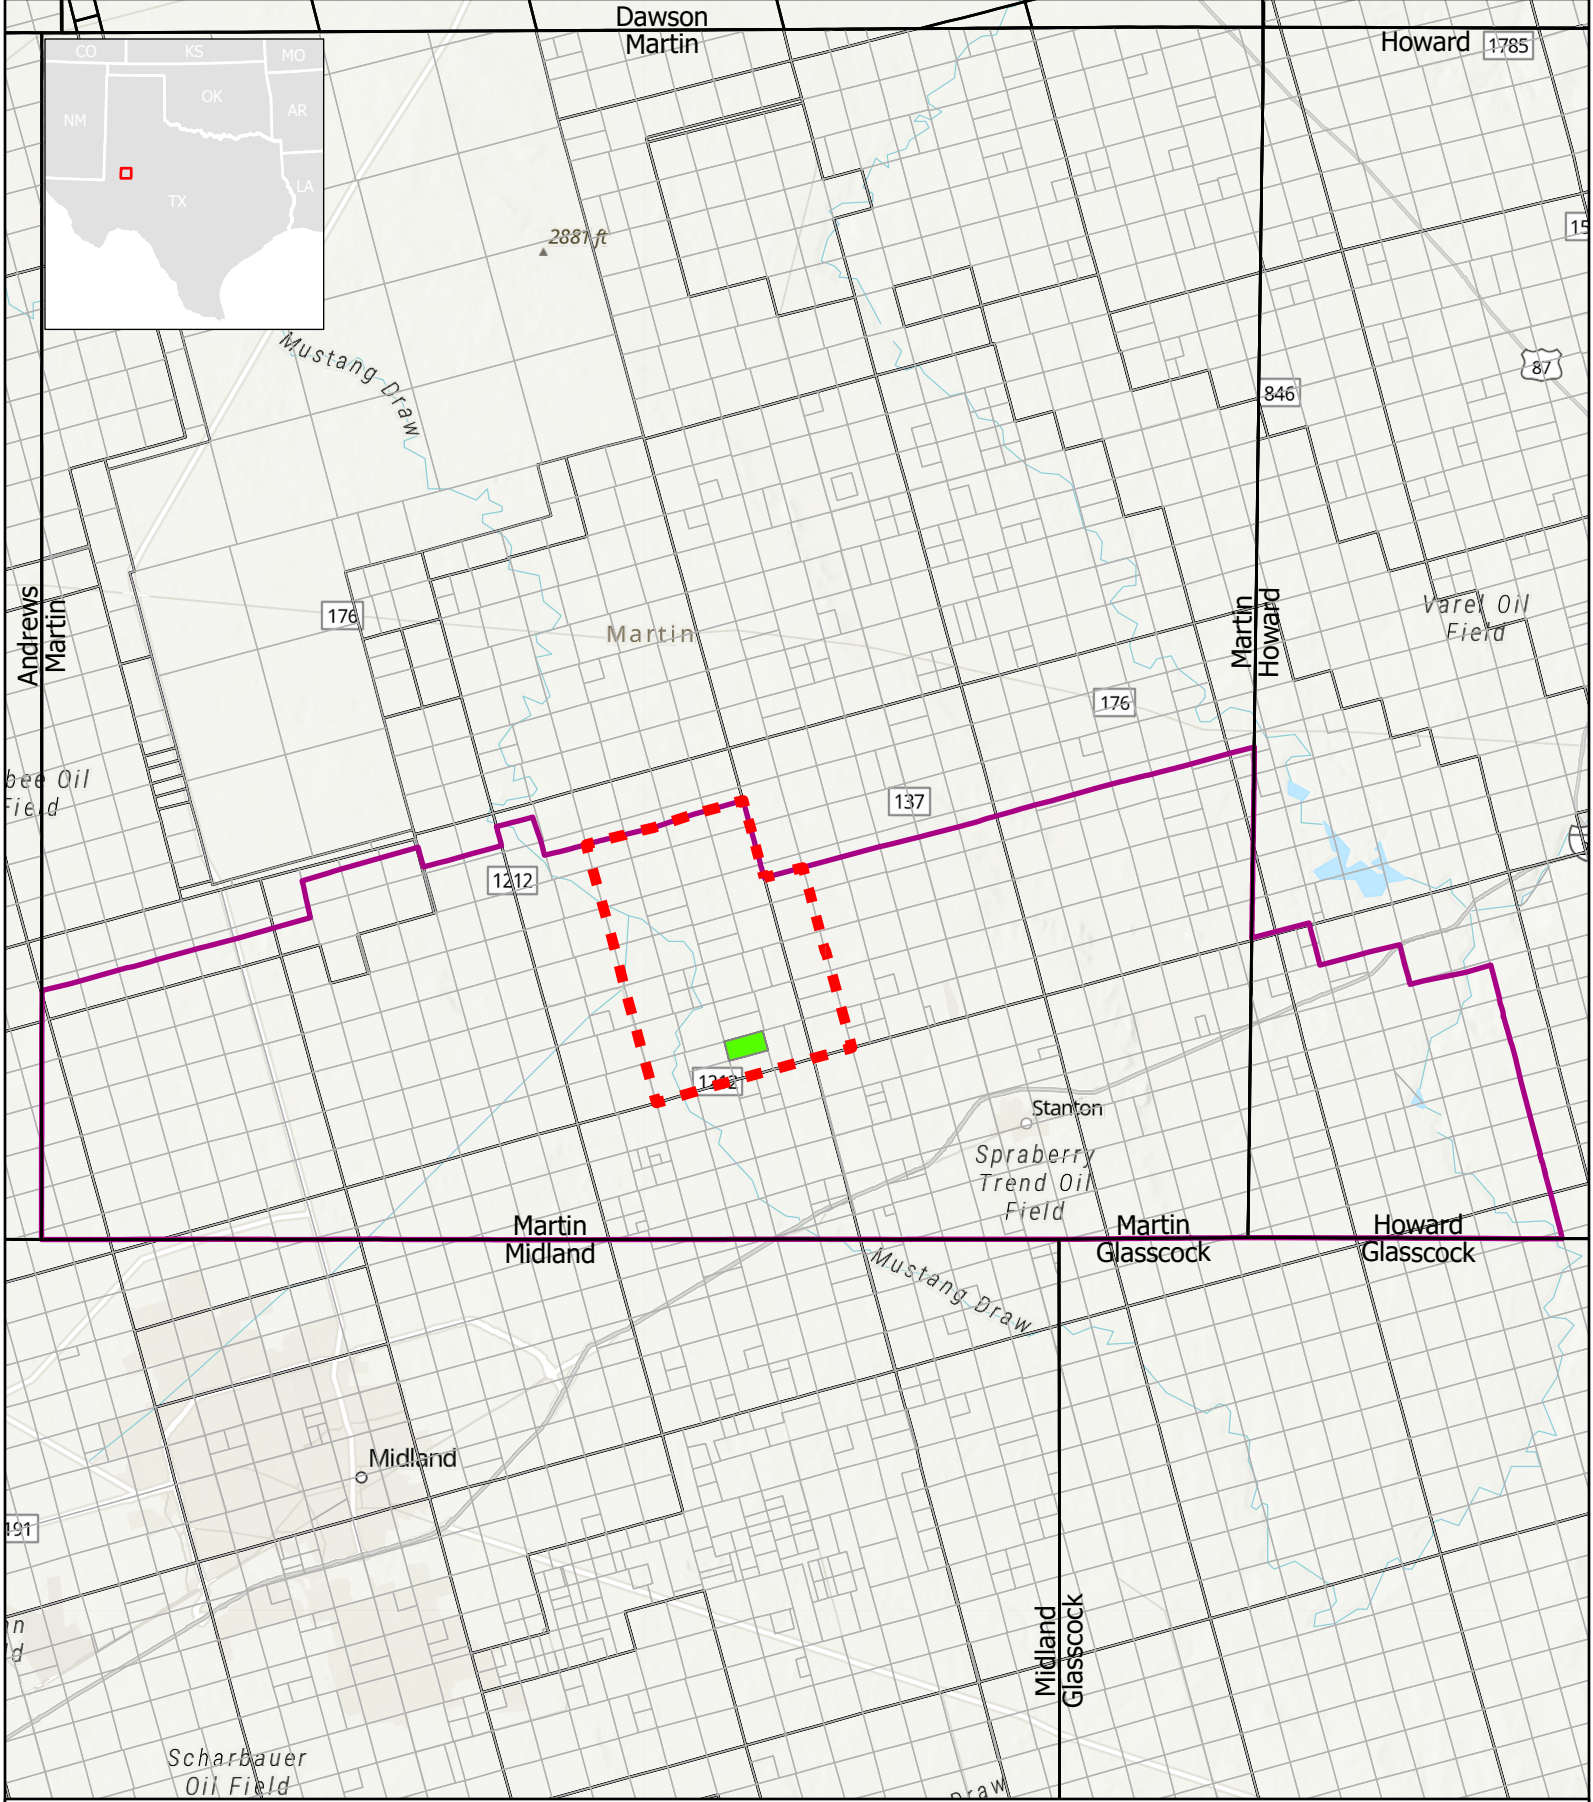 Dawson
Martin
Howard
1785
CO
KS
MO
OK
AR
NM
LA
TX
15
2881 ft
Mustang Draw
87
846
Andrews
Martin
176
Martin
Martin
Howard
Varel Oil
Field
176
bee Oil
Field
137
1212
1212
Stanton
Spraberry
Trend Oil
Field
Martin
Midland
Martin
Glasscock
Howard
Glasscock
Mustang Draw
Midland
191
Midland
Glasscock
Scharbauer
Oil Field
Draw